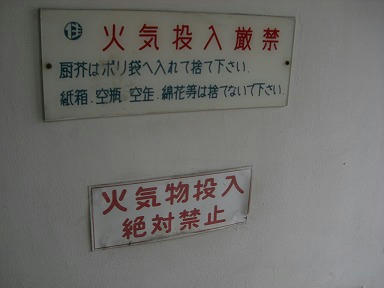 住 火気投入厳禁
厨芥はポリ袋へ入れて捨て下さい.
紙箱.空瓶.空缶.綿花等は捨てないで下さい.
火気物投入
絶対禁止